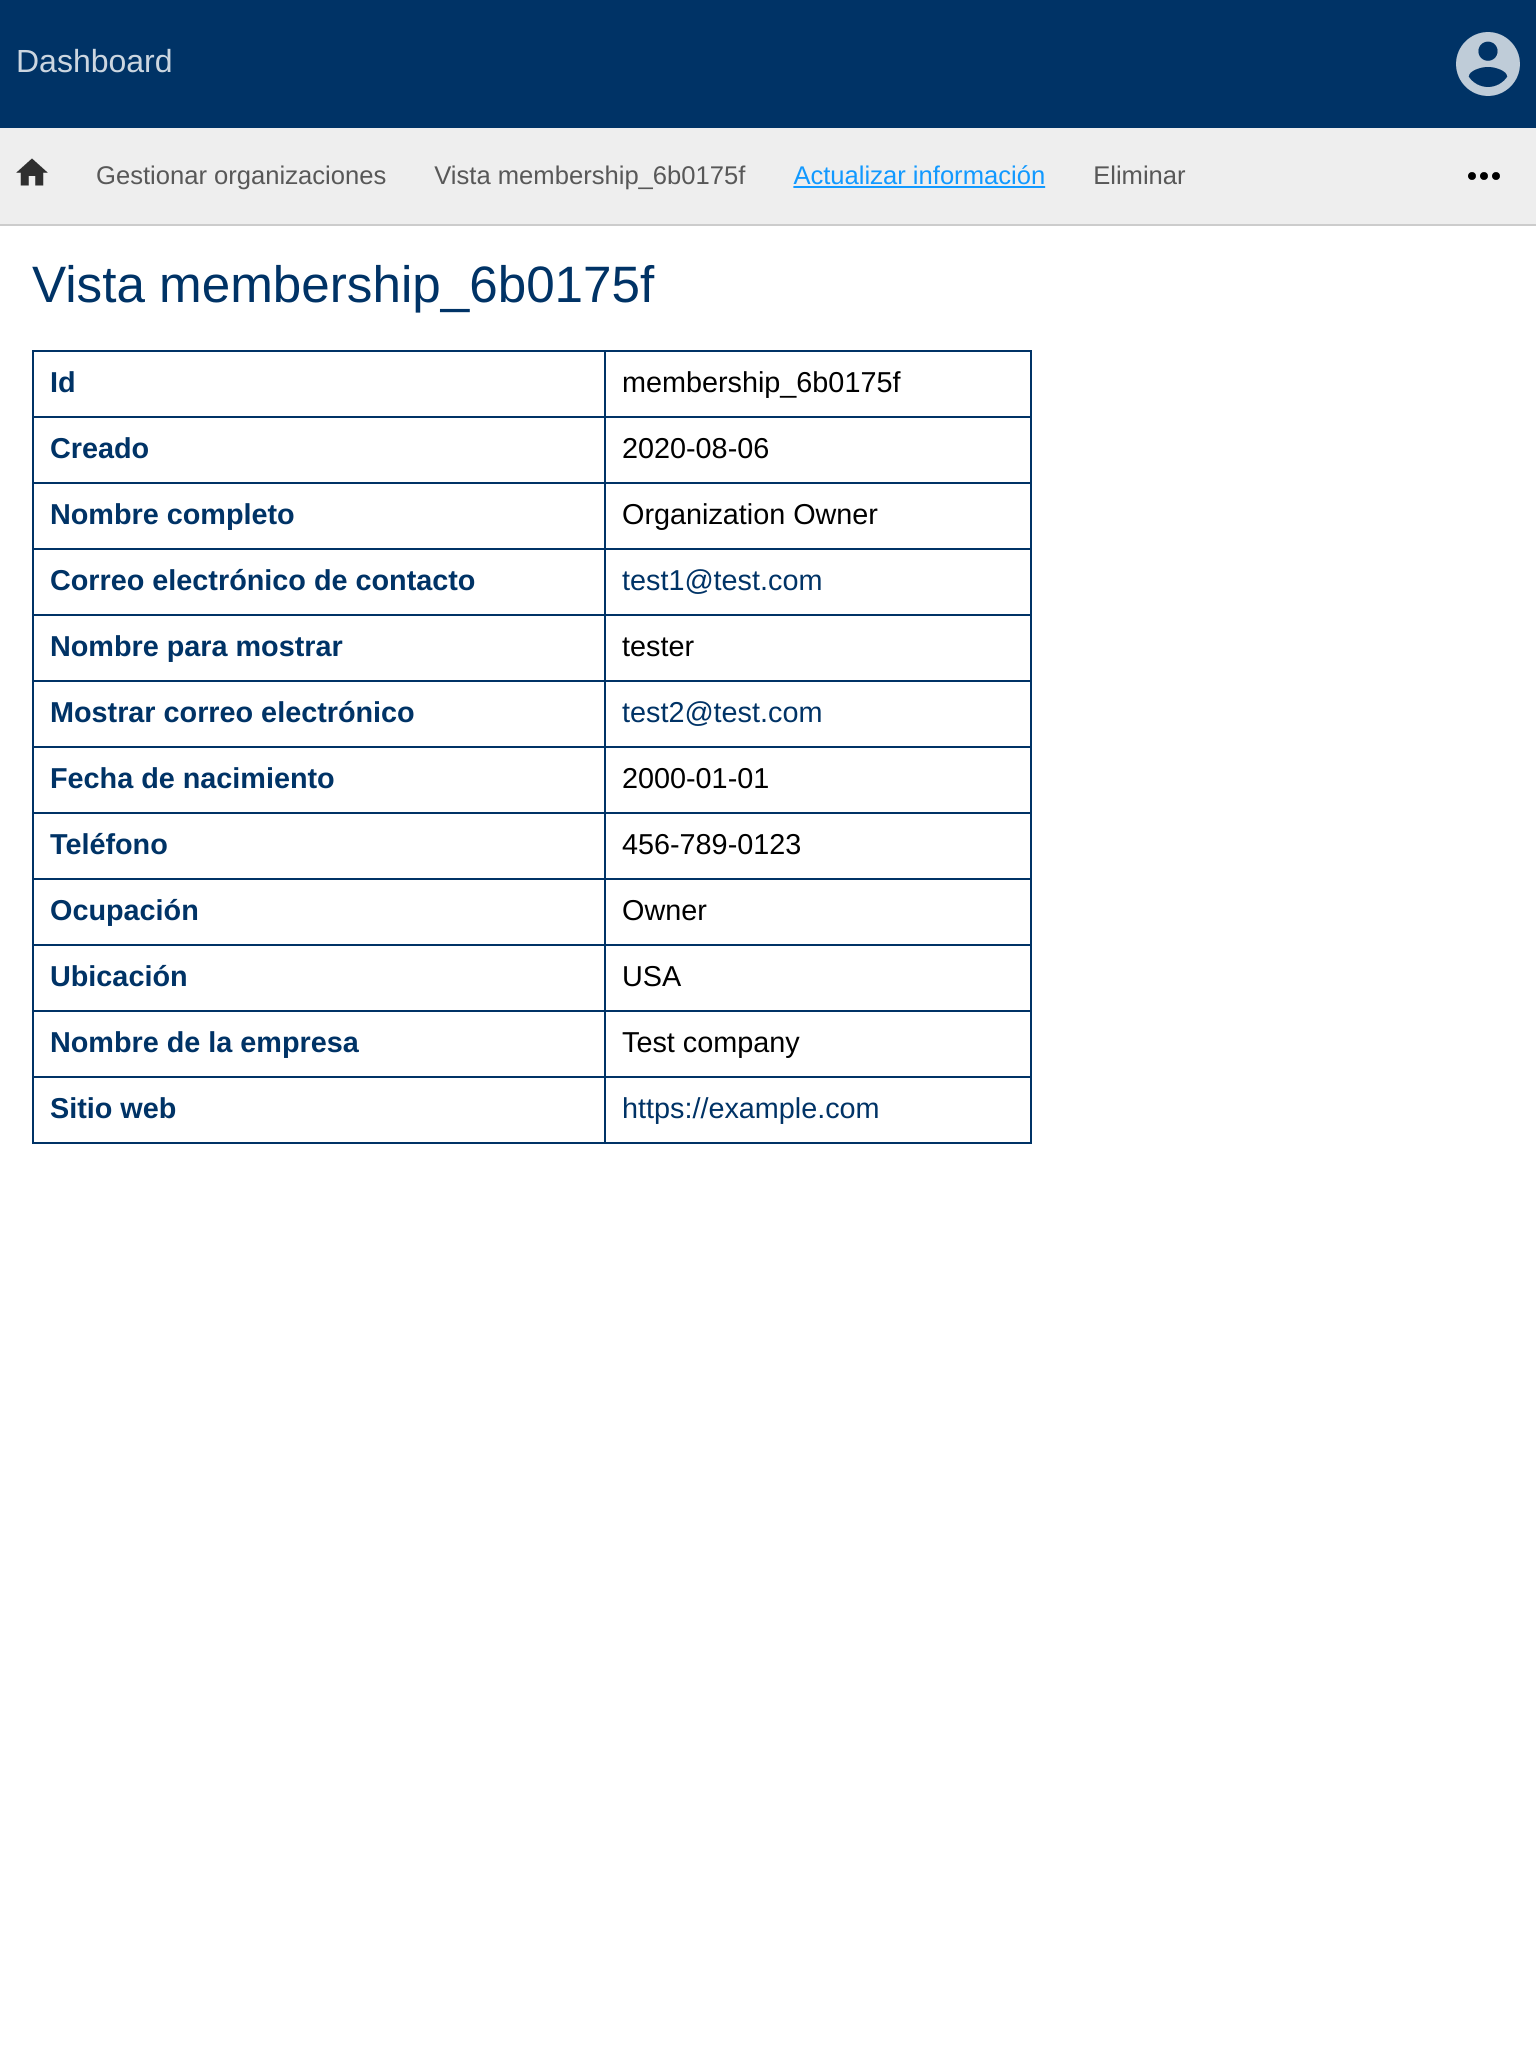 Dashboard
Gestionar organizaciones Vista membership_6b0175f Actualizar información Eliminar
Vista membership_6b0175f
Id membership_6b0175f
Creado 2020-08-06
Nombre completo Organization Owner
Correo electrónico de contacto test1@test.com
Nombre para mostrar tester
Mostrar correo electrónico test2@test.com
Fecha de nacimiento 2000-01-01
Teléfono 456-789-0123
Ocupación Owner
Ubicación USA
Nombre de la empresa Test company
Sitio web https://example.com